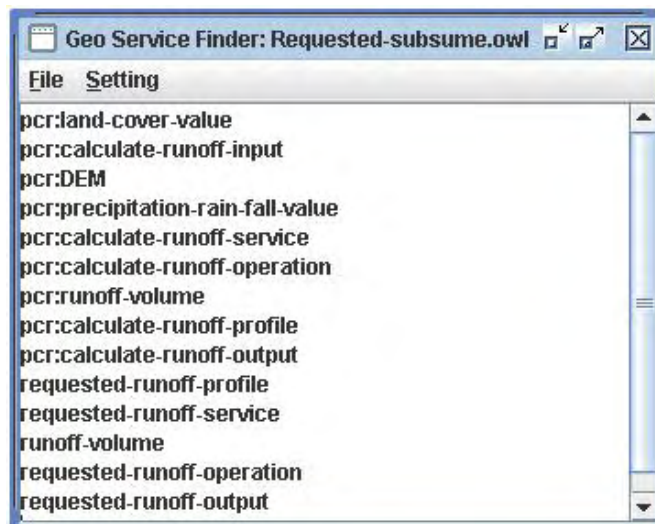 Geo Service Finder: Requested-subsume.owl
File Setting
pcr:land-cover-value
pcr:calculate-runoff-input
pcr:DEM
pcr:precipitation-rain-fall-value
pcr:calculate-runoff-service
pcr:calculate-runoff-operation
pcr:runoff-volume
pcr:calculate-runoff-profile
pcr:calculate-runoff-output
requested-runoff-profile
requested-runoff-service
runoff-volume
requested-runoff-operation
requested-runoff-output